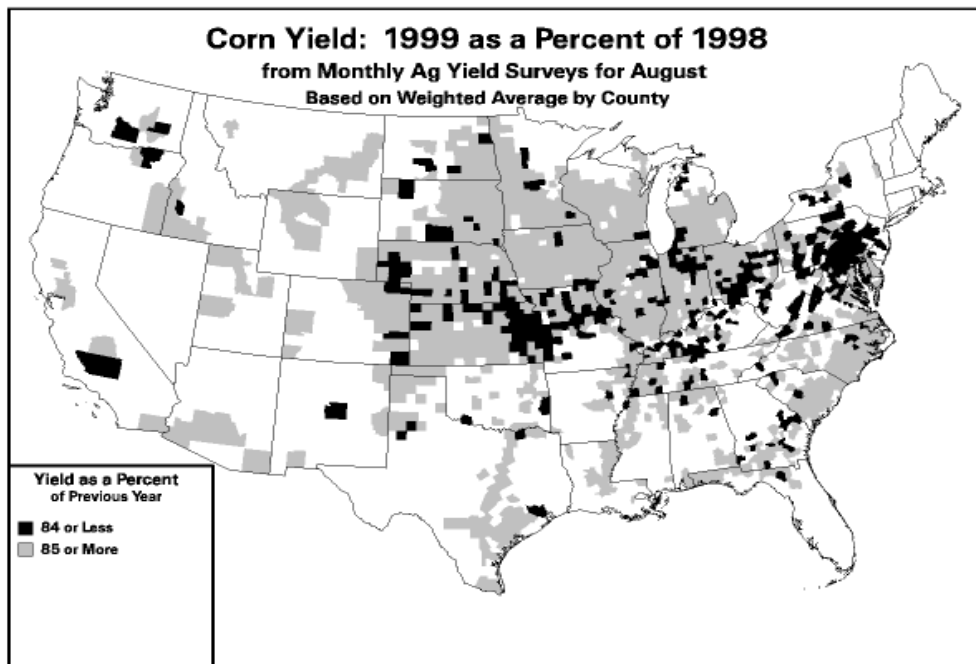 Corn Yield: 1999 as a Percent of 1998
from Monthly Ag Yield Surveys for August
Based on Weighted Average by County
Yield as a Percent
of Previous Year
84 or Less
85 or More